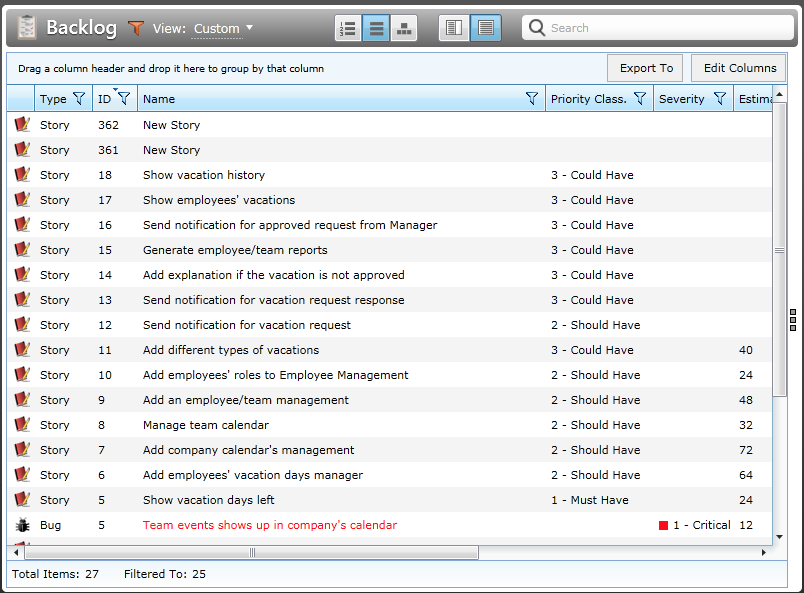 Backlog View: Custom Search
Drag a column header and drop it here to group by that column Export To Edit Columns
Type ID Name Priority Class. Severity Estima
Story 362 New Story
Story 361 New Story
Story 18 Show vacation history 3 - Could Have
Story 17 Show employees' vacations 3 - Could Have
Story 16 Send notification for approved request from Manager 3 - Could Have
Story 15 Generate employee/team reports 3 - Could Have
Story 14 Add explanation if the vacation is not approved 3 - Could Have
Story 13 Send notification for vacation request response 3 - Could Have
Story 12 Send notification for vacation request 2 - Should Have
Story 11 Add different types of vacations 3 - Could Have 40
Story 10 Add employees' roles to Employee Management 2 - Should Have 24
Story 9 Add an employee/team management 2 - Should Have 48
Story 8 Manage team calendar 2 - Should Have 32
Story 7 Add company calendar's management 2 - Should Have 72
Story 6 Add employees' vacation days manager 2 - Should Have 64
Story 5 Show vacation days left 1 - Must Have 24
Bug 5 Team events shows up in company's calendar 1 - Critical 12
Total Items: 27 Filtered To: 25